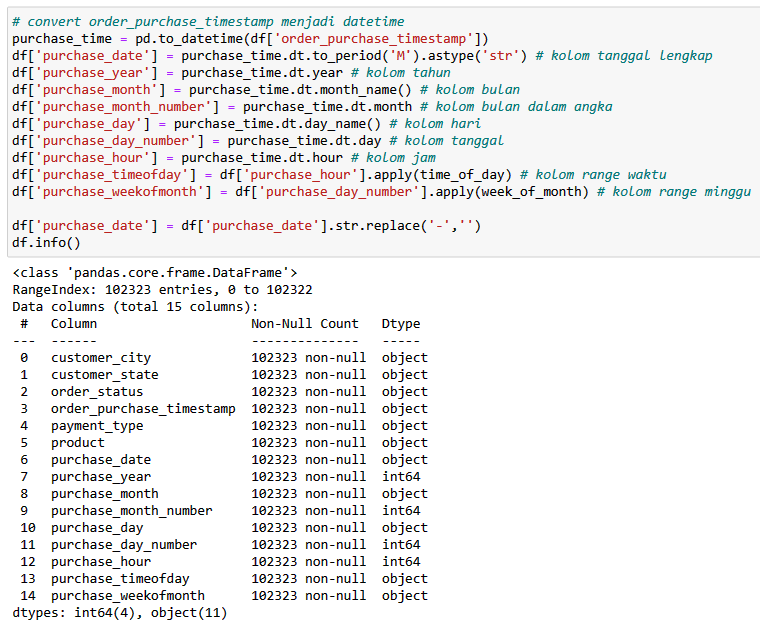 # convert order_purchase_timestamp menjadi datetime
purchase_time = pd.to_datetime(df['order_purchase_timestamp'])
df['purchase_date'] = purchase_time.dt.to_period('M').astype('str') # kolom tanggal lengkap
df['purchase_year'] = purchase_time.dt.year # kolom tahun
df['purchase_month'] = purchase_time.dt.month_name() # kolom bulan
df['purchase_month_number'] = purchase_time.dt.month # kolom bulan dalam angka
df['purchase_day'] = purchase_time.dt.day_name() # kolom hari
df['purchase_day_number'] = purchase_time.dt.day # kolom tanggal
df['purchase_hour'] = purchase_time.dt.hour # kolom jam
df['purchase_timeofday'] = df['purchase_hour'].apply(time_of_day) # kolom range waktu
df['purchase_weekofmonth'] = df['purchase_day_number'].apply(week_of_month) # kolom range minggu

df['purchase_date'] = df['purchase_date'].str.replace('-','')
df.info()
<class 'pandas.core.frame.DataFrame'>
RangeIndex: 102323 entries, 0 to 102322
Data columns (total 15 columns):
 #   Column                    Non-Null Count   Dtype
---  ------                    --------------   -----
 0   customer_city             102323 non-null  object
 1   customer_state            102323 non-null  object
 2   order_status              102323 non-null  object
 3   order_purchase_timestamp  102323 non-null  object
 4   payment_type              102323 non-null  object
 5   product                   102323 non-null  object
 6   purchase_date             102323 non-null  object
 7   purchase_year             102323 non-null  int64
 8   purchase_month            102323 non-null  object
 9   purchase_month_number     102323 non-null  int64
 10  purchase_day              102323 non-null  object
 11  purchase_day_number       102323 non-null  int64
 12  purchase_hour             102323 non-null  int64
 13  purchase_timeofday        102323 non-null  object
 14  purchase_weekofmonth      102323 non-null  object
dtypes: int64(4), object(11)